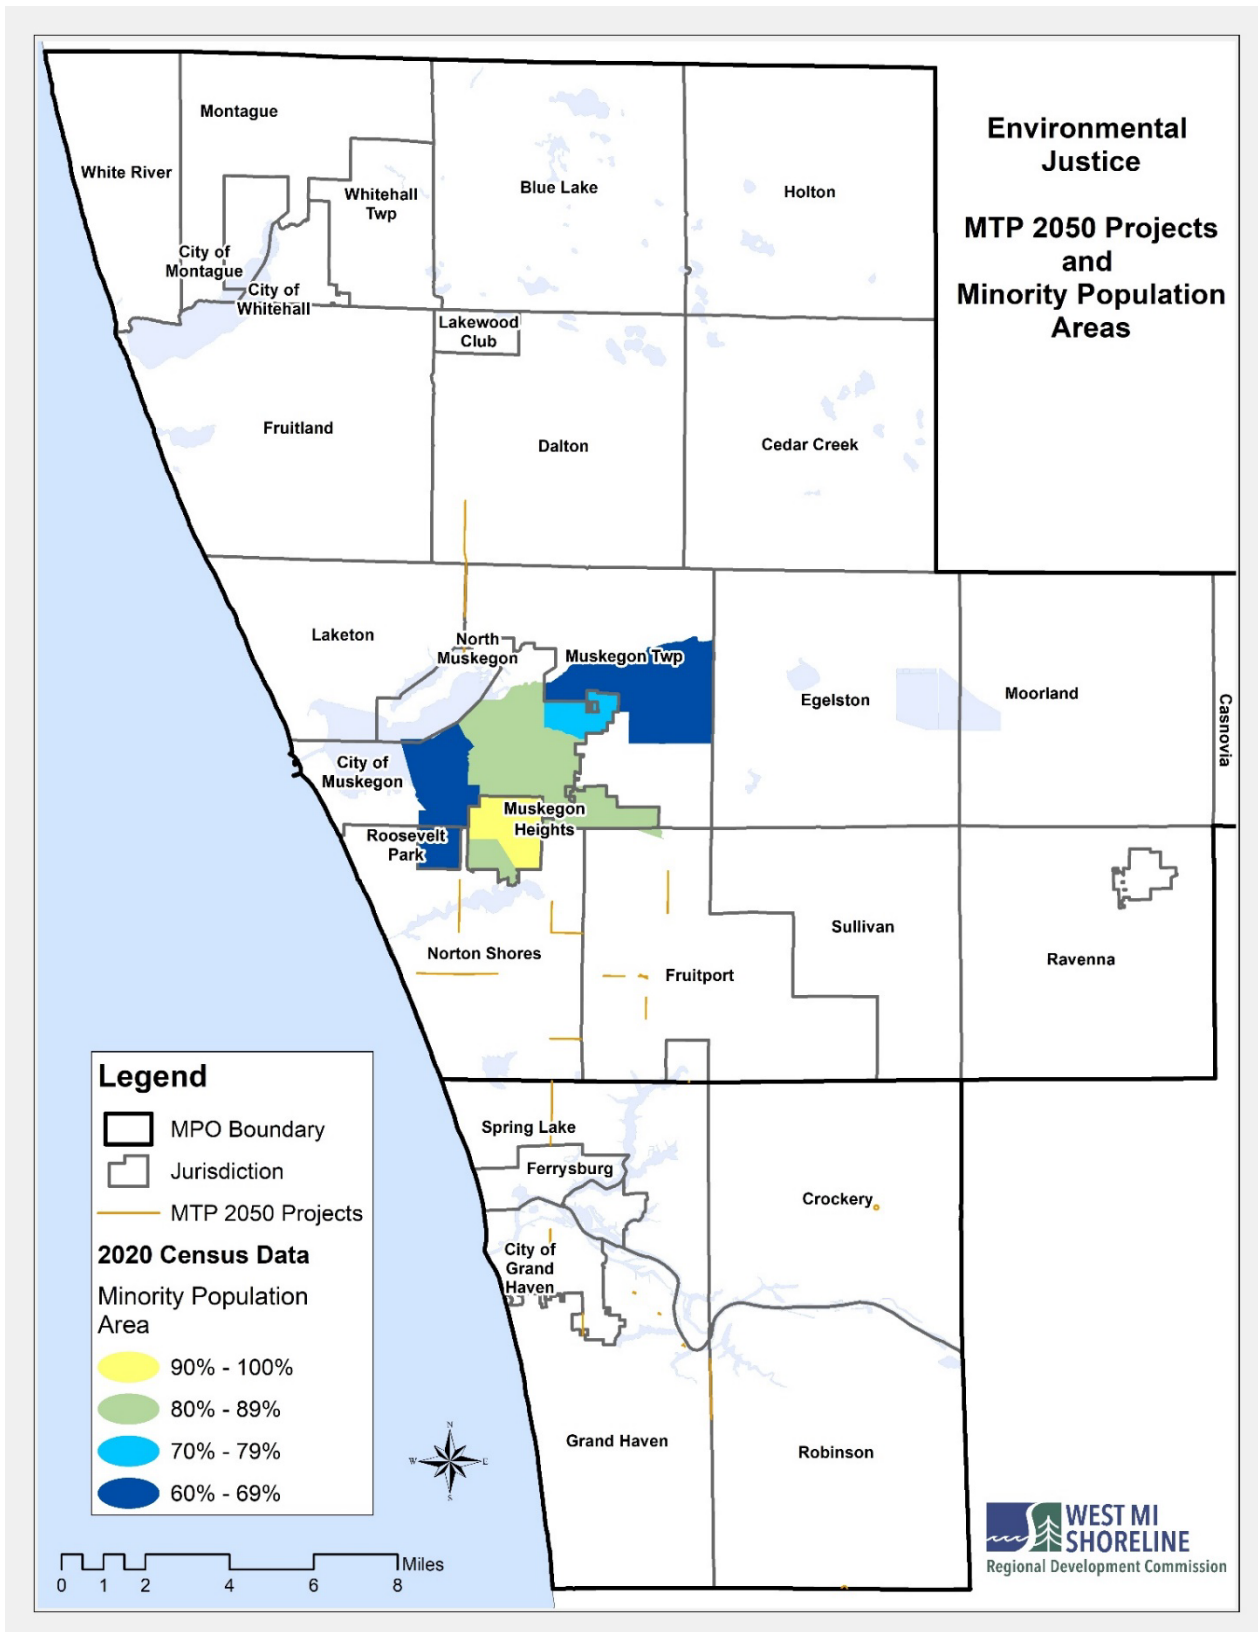 Environmental
Justice
MTP 2050 Projects
and
Minority Population
Areas
Montague
White River
Whitehall
Twp
Blue Lake
Holton
City of
Montague
City of
Whitehall
Lakewood
Club
Fruitland
Dalton
Cedar Creek
Laketon
North
Muskegon
Muskegon Twp
Egelston
Moorland
Casnovia
City of
Muskegon
Muskegon
Heights
Roosevelt
Park
Norton Shores
Fruitport
Sullivan
Ravenna
Spring Lake
Ferrysburg
Crockery
City of
Grand
Haven
Grand Haven
Robinson
Legend
MPO Boundary
Jurisdiction
MTP 2050 Projects
2020 Census Data
Minority Population
Area
90% - 100%
80% - 89%
70% - 79%
60% - 69%
N
W
E
S
Miles
0 1 2 4 6 8
WEST MI
SHORELINE
Regional Development Commission